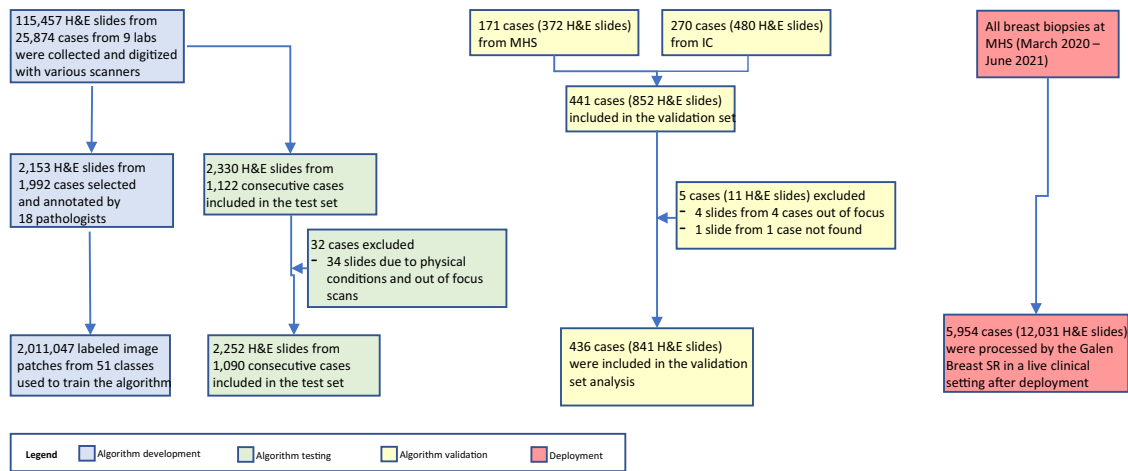 115,457 H&E slides from
25,874 cases from 9 labs
were collected and digitized
with various scanners
2,153 H&E slides from
1,992 cases selected
and annotated by
18 pathologists
2,011,047 labeled image
patches from 51 classes
used to train the algorithm
2,330 H&E slides from
1,122 consecutive cases
included in the test set
32 cases excluded
- 34 slides due to physical
conditions and out of focus
scans
2,252 H&E slides from
1,090 consecutive cases
included in the test set
171 cases (372 H&E slides)
from MHS
270 cases (480 H&E slides)
from IC
441 cases (852 H&E slides)
included in the validation set
5 cases (11 H&E slides) excluded
- 4 slides from 4 cases out of focus
- 1 slide from 1 case not found
436 cases (841 H&E slides)
were included in the validation
set analysis
All breast biopsies at
MHS (March 2020 –
June 2021)
5,954 cases (12,031 H&E slides)
were processed by the Galen
Breast SR in a live clinical
setting after deployment
Legend
Algorithm development
Algorithm testing
Algorithm validation
Deployment